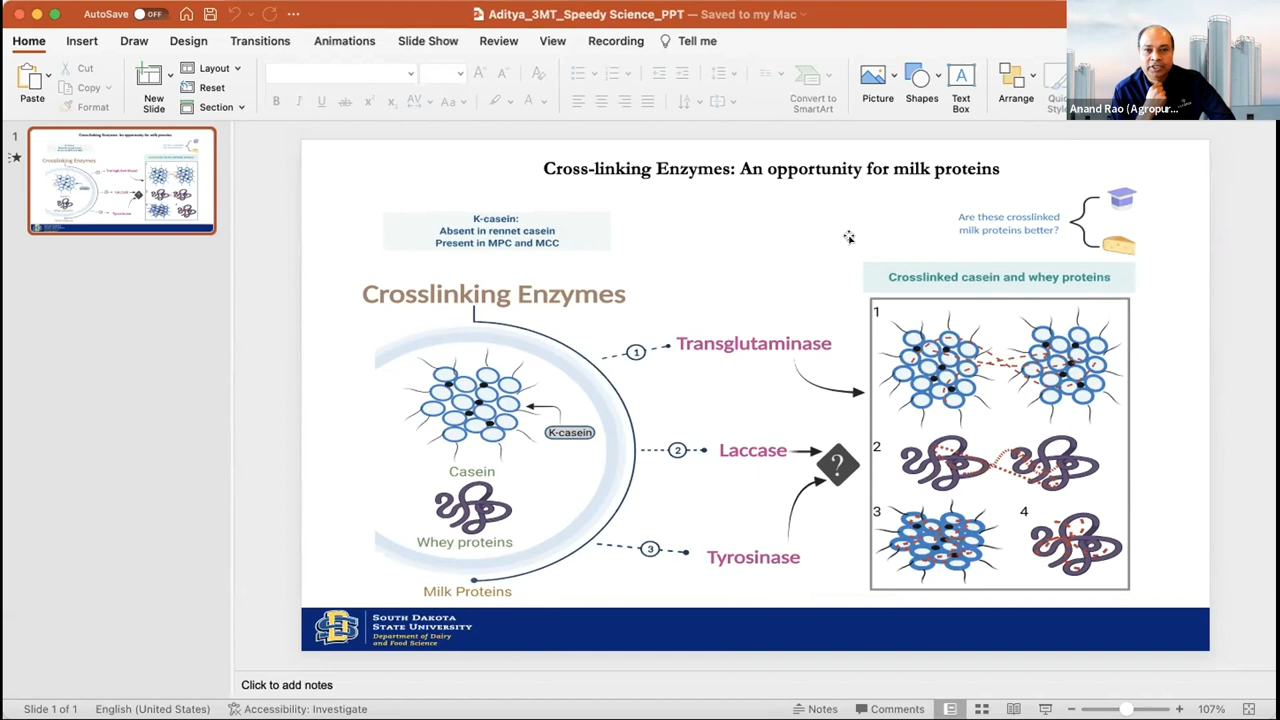 AutoSave OFF
Aditya_3MT_Speedy Science_PPT — Saved to my Mac
Home Insert Draw Design Transitions Animations Slide Show Review View Recording Tell me
Paste
Cut
Copy
Format
New
Slide
Layout
Reset
Section
B I U ab x² x₂ AV Aa A
Convert to
SmartArt
Picture
Shapes
Text
Box
Arrange
Anand Rao (Agropur...
1
Cross-linking Enzymes: An opportunity for milk proteins
K-casein:
Absent in rennet casein
Present in MPC and MCC
Are these crosslinked
milk proteins better?
Crosslinked casein and whey proteins
Crosslinking Enzymes
1
Transglutaminase
1
K-casein
Casein
2
Laccase
?
2
Whey proteins
3
Tyrosinase
3
4
Milk Proteins
SOUTH DAKOTA
STATE UNIVERSITY
Department of Dairy
and Food Science
Click to add notes
Slide 1 of 1 English (United States) Accessibility: Investigate Notes Comments 107%